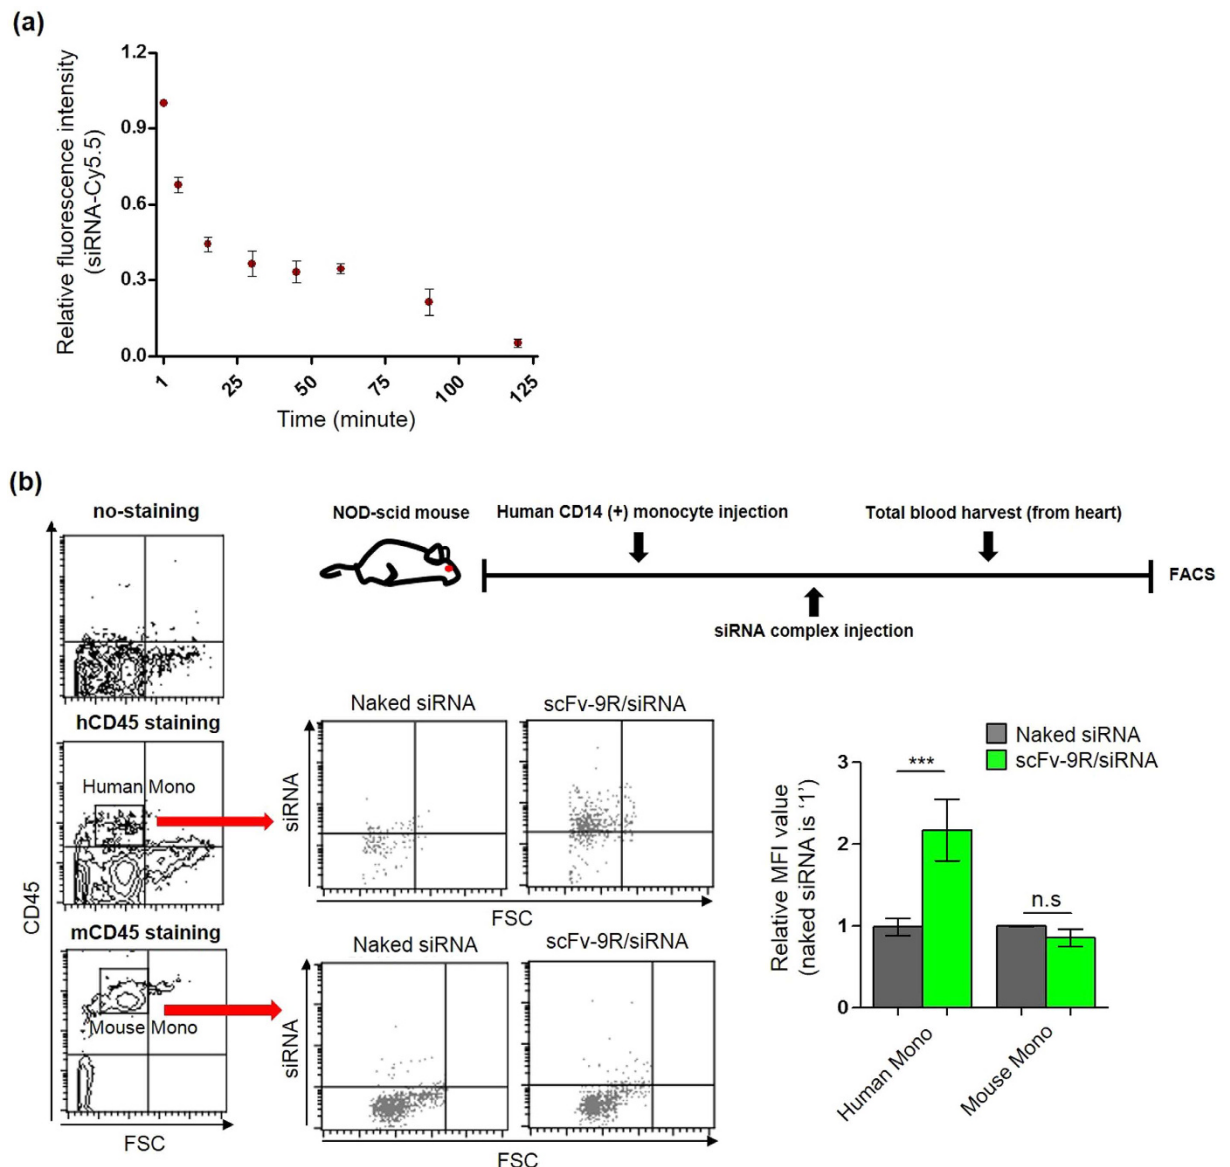 (a)
1.2
0.9
0.6
0.3
0.0
Relative fluorescence intensity
(siRNA-Cy5.5)
1
25
50
75
100
125
Time (minute)
(b)
no-staining
NOD-scid mouse
Human CD14 (+) monocyte injection
Total blood harvest (from heart)
FACS
siRNA complex injection
hCD45 staining
Human Mono
mCD45 staining
Mouse Mono
CD45
FSC
Naked siRNA
scFv-9R/siRNA
siRNA
FSC
Naked siRNA
scFv-9R/siRNA
siRNA
FSC
Naked siRNA
scFv-9R/siRNA
Relative MFI value
(naked siRNA is ‘1’)
3
2
1
0
***
n.s
Human Mono
Mouse Mono